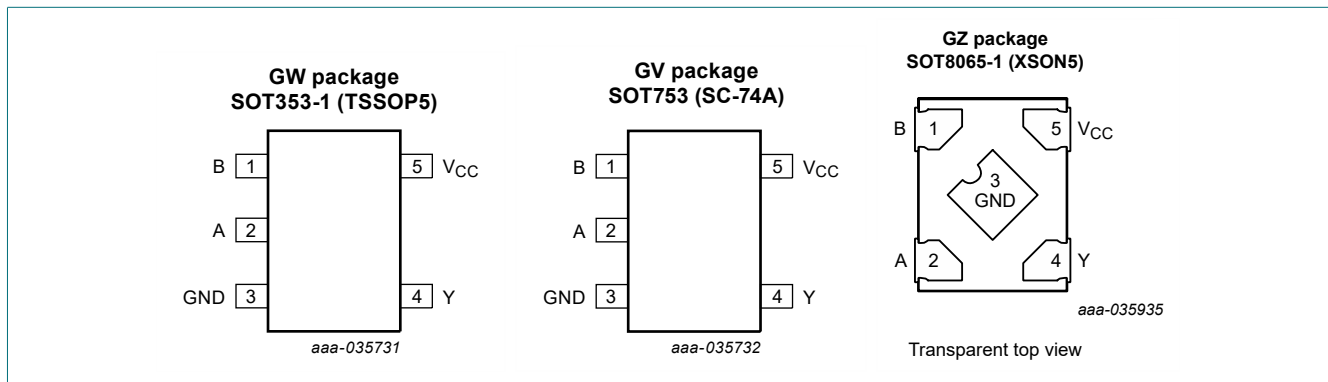 GW package
SOT353-1 (TSSOP5)
B 1
5 VCC
A 2
GND 3
4 Y
aaa-035731
GV package
SOT753 (SC-74A)
B 1
5 VCC
A 2
GND 3
4 Y
aaa-035732
GZ package
SOT8065-1 (XSON5)
B 1
5 VCC
3
GND
A 2
4 Y
aaa-035935
Transparent top view